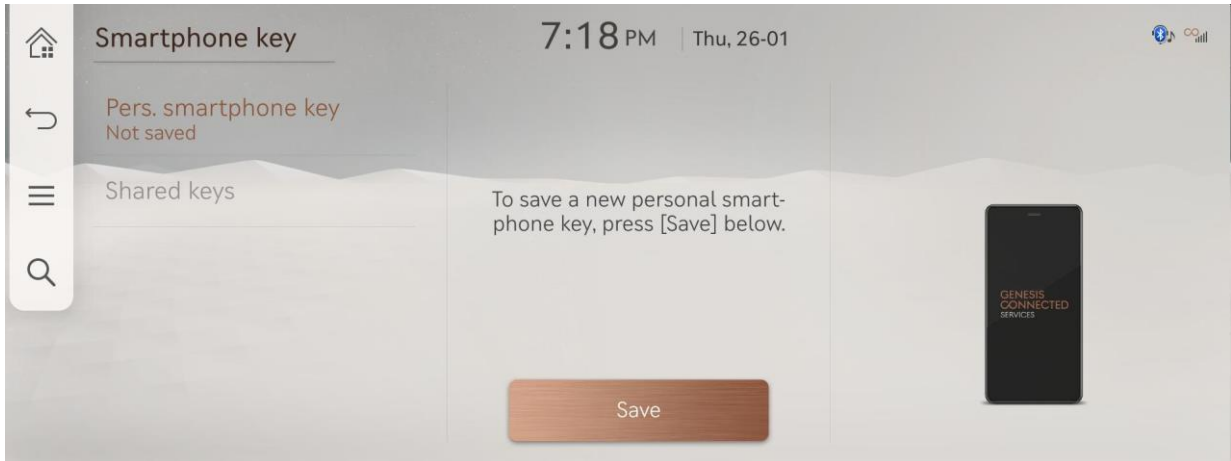 Smartphone key
7:18 PM
Thu, 26-01
Pers. smartphone key
Not saved
Shared keys
To save a new personal smart-
phone key, press [Save] below.
Save
GENESIS
CONNECTED
SERVICES